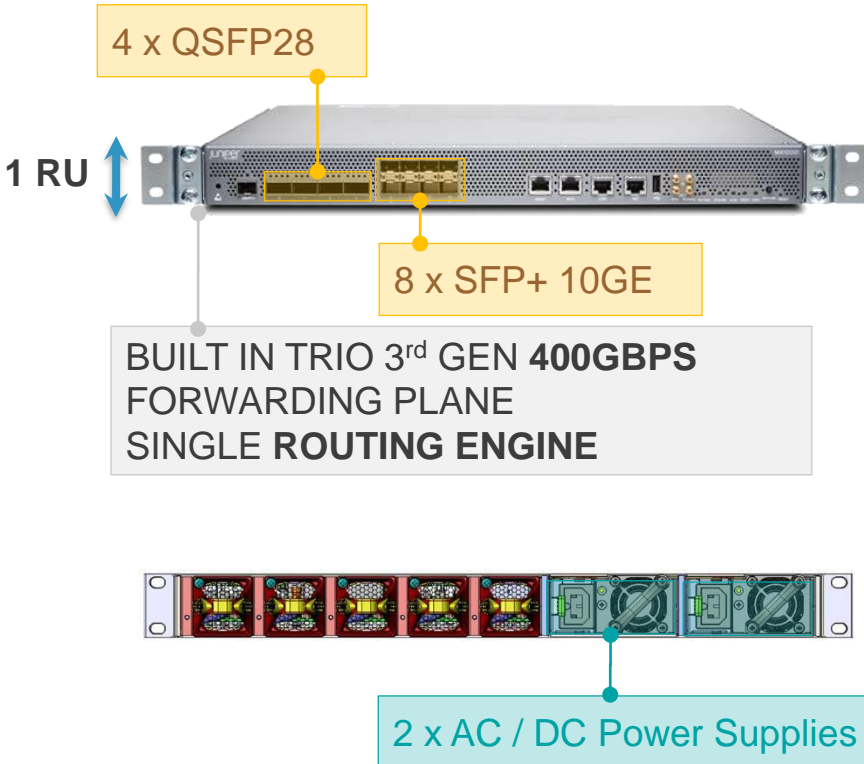 4 x QSFP28
1 RU
JUNIPER
8 x SFP+ 10GE
BUILT IN TRIO 3rd GEN 400GBPS
FORWARDING PLANE
SINGLE ROUTING ENGINE
2 x AC / DC Power Supplies